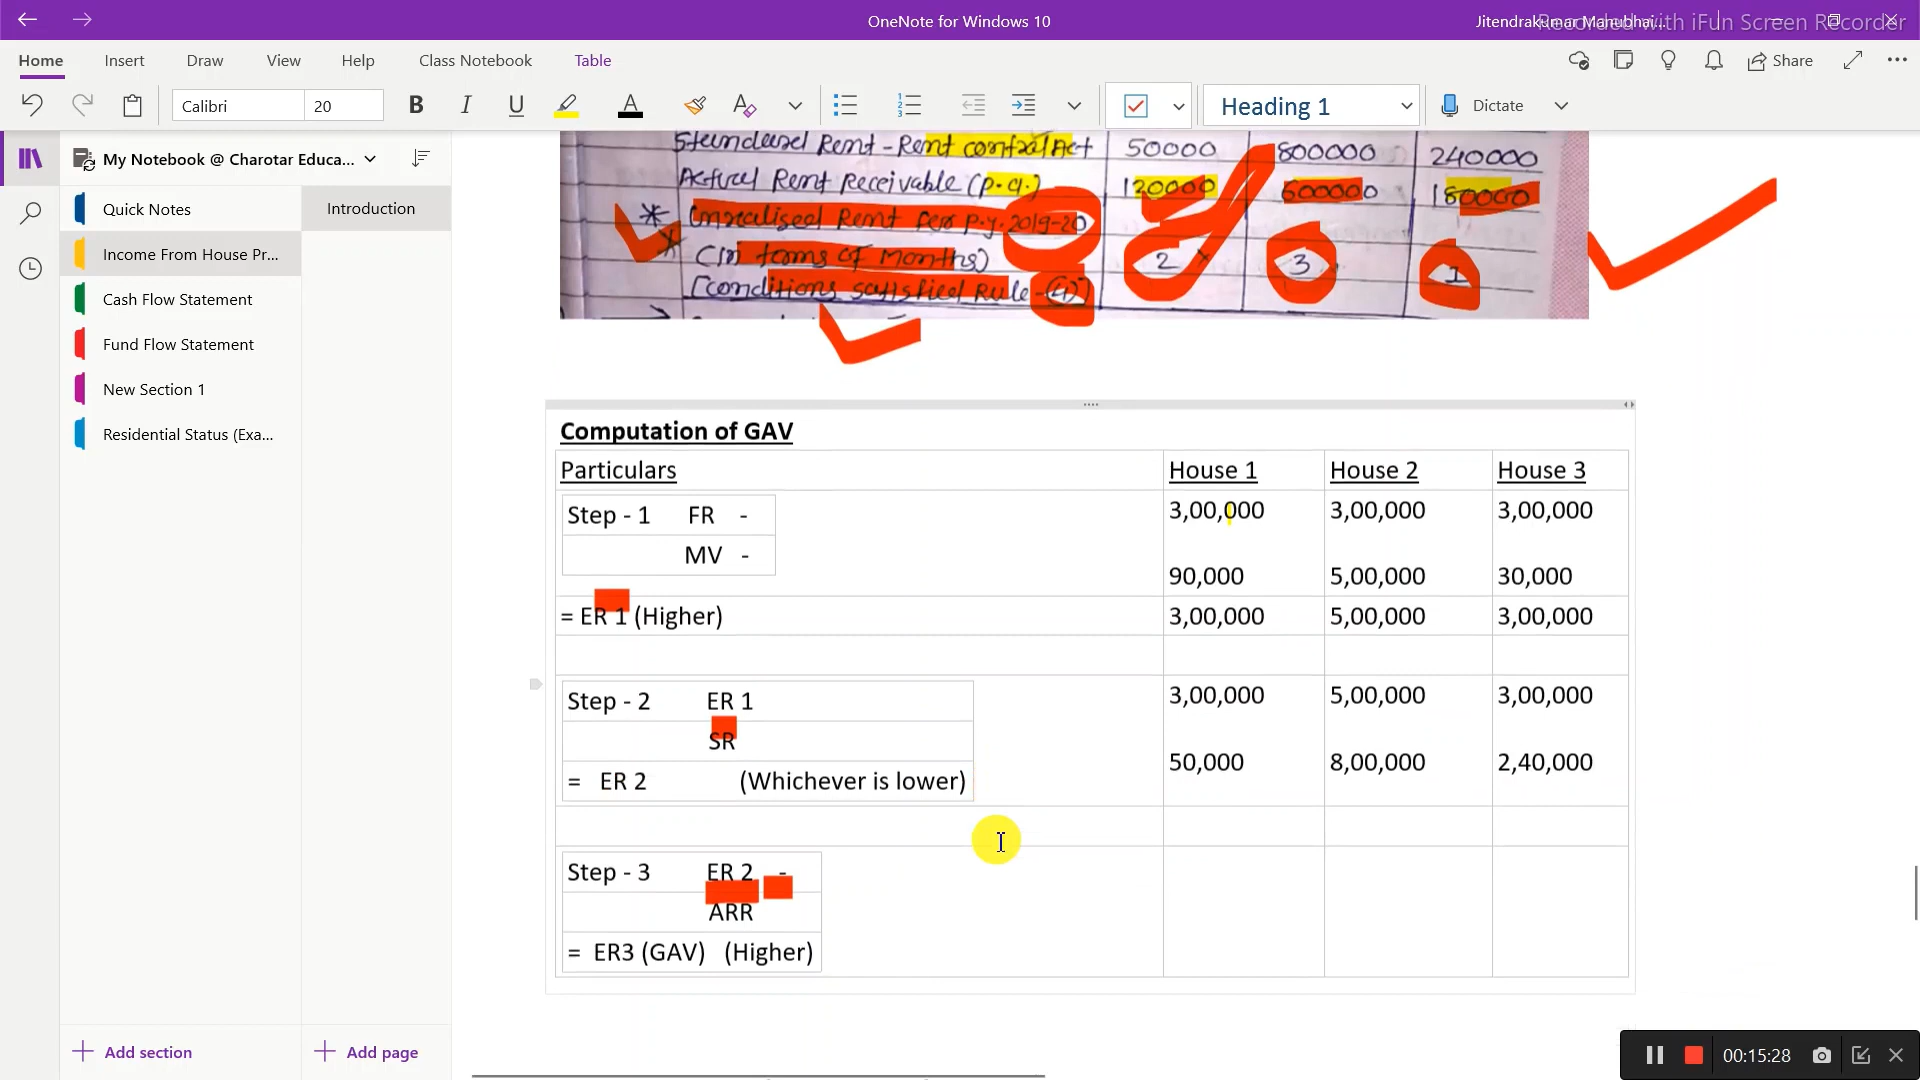 OneNote for Windows 10
Jitendrakumar Manubhai...
Recorded with iFun Screen Recorder
Home Insert Draw View Help Class Notebook Table
Share
Calibri 20 B I U A Heading 1 Dictate
My Notebook @ Charotar Educa...
Quick Notes
Income From House Pr...
Cash Flow Statement
Fund Flow Statement
New Section 1
Residential Status (Exa...
Introduction
Standard Rent - Rent control Act 50000 800000 240000
Actual Rent Receivable (p.a.) 120000 600000 180000
* Unrealised Rent for p.y. 2019-20
(in terms of Months) 2 3 1
[conditions satisfied Rule-(4)]
Computation of GAV
Particulars House 1 House 2 House 3
Step - 1 FR - 3,00,000 3,00,000 3,00,000
MV - 90,000 5,00,000 30,000
= ER 1 (Higher) 3,00,000 5,00,000 3,00,000
Step - 2 ER 1 3,00,000 5,00,000 3,00,000
SR 50,000 8,00,000 2,40,000
= ER 2 (Whichever is lower)
Step - 3 ER 2 -
ARR
= ER3 (GAV) (Higher)
Add section
Add page
00:15:28